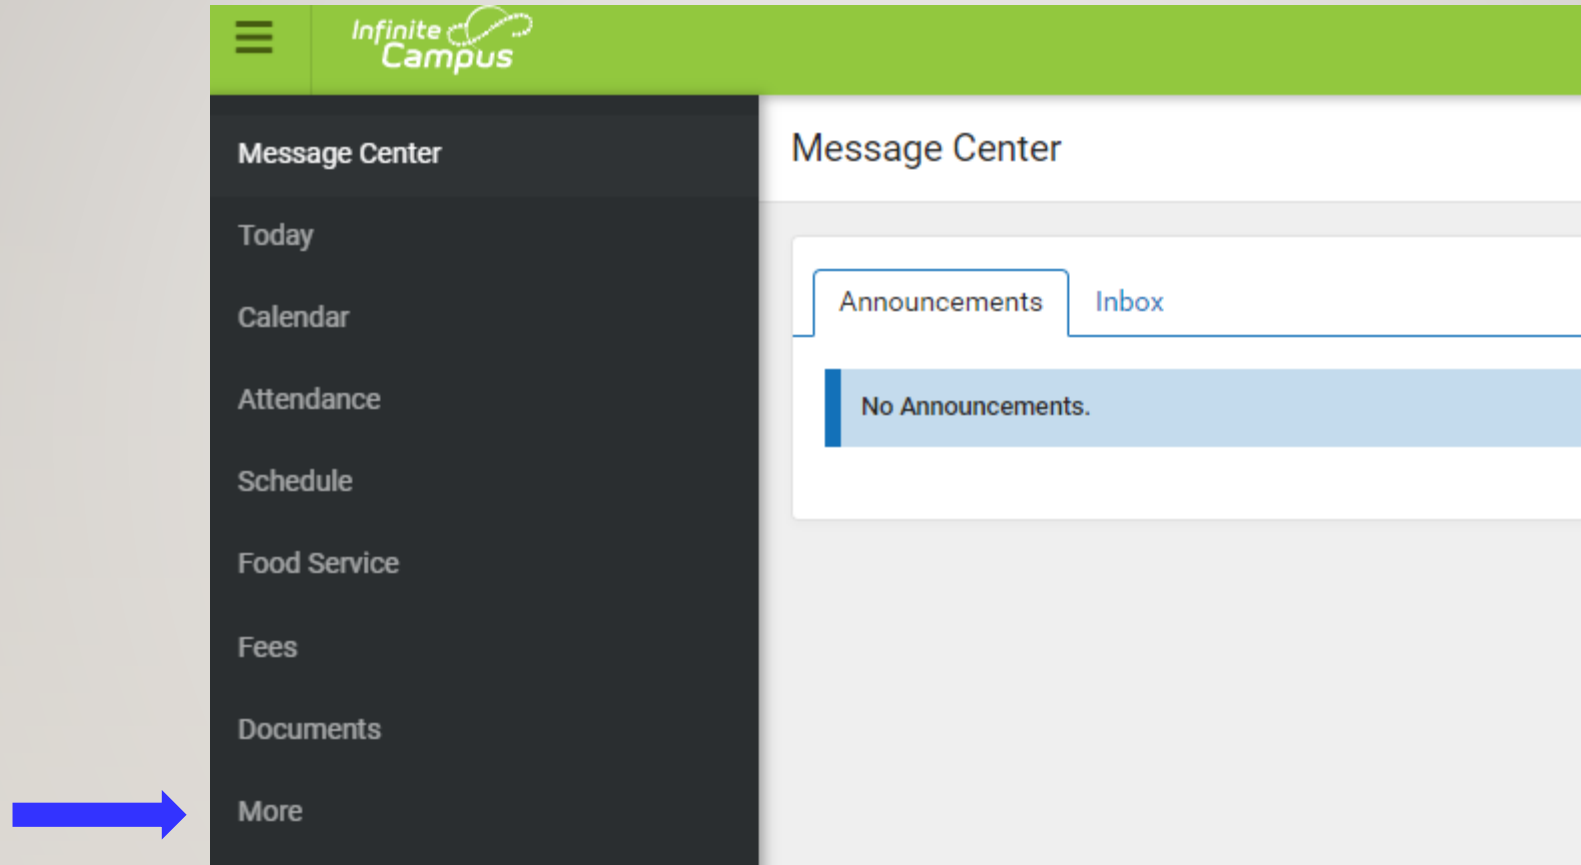 Infinite
Campus
Message Center
Today
Calendar
Attendance
Schedule
Food Service
Fees
Documents
More
Message Center
Announcements Inbox
No Announcements.